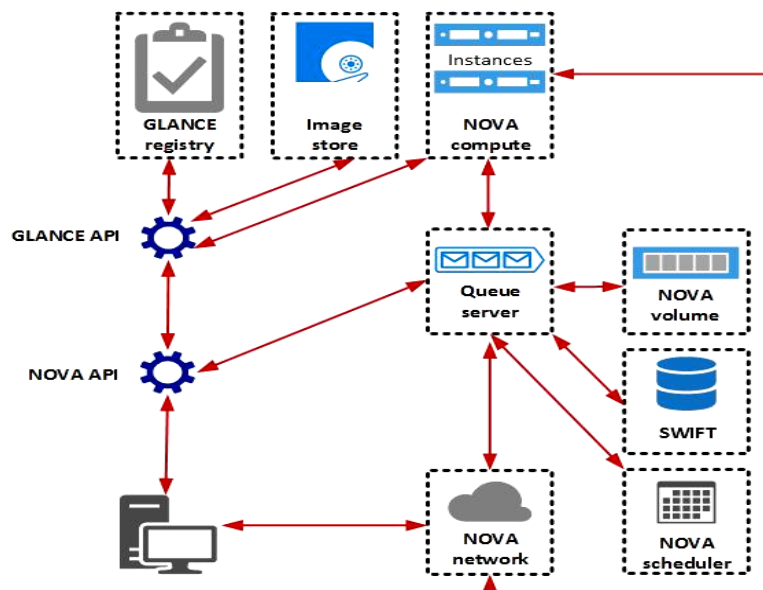 GLANCE
registry
Image
store
Instances
NOVA
compute
GLANCE API
Queue
server
NOVA
volume
NOVA API
SWIFT
NOVA
network
NOVA
scheduler